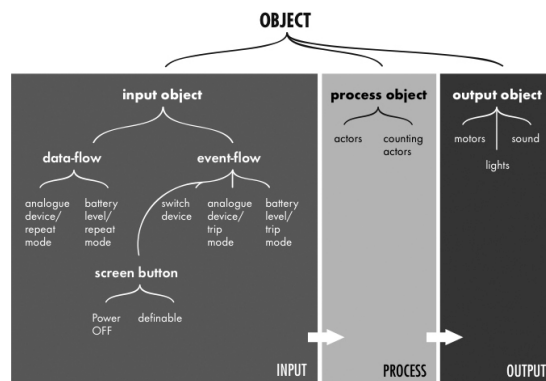 OBJECT
input object
process object
output object
data-flow
event-flow
actors
counting
actors
motors
sound
lights
analogue
device/
repeat
mode
battery
level/
repeat
mode
switch
device
analogue
device/
trip
mode
battery
level/
trip
mode
screen button
Power
OFF
definable
INPUT
PROCESS
OUTPUT